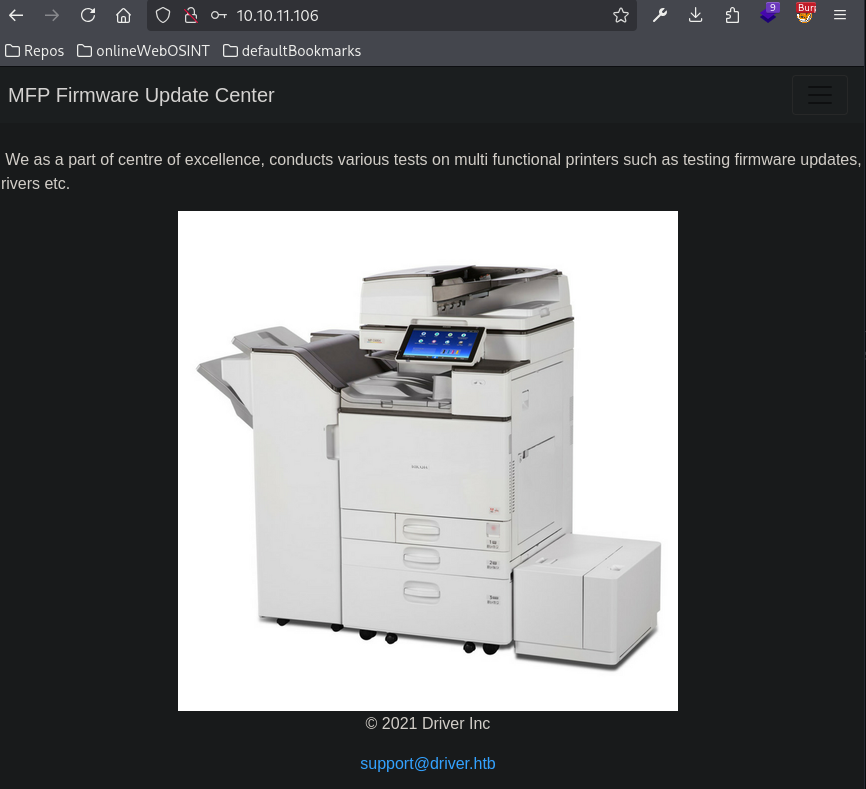 9
Bur
10.10.11.106
Repos onlineWebOSINT defaultBookmarks
MFP Firmware Update Center
We as a part of centre of excellence, conducts various tests on multi functional printers such as testing firmware updates,
rivers etc.
© 2021 Driver Inc
support@driver.htb